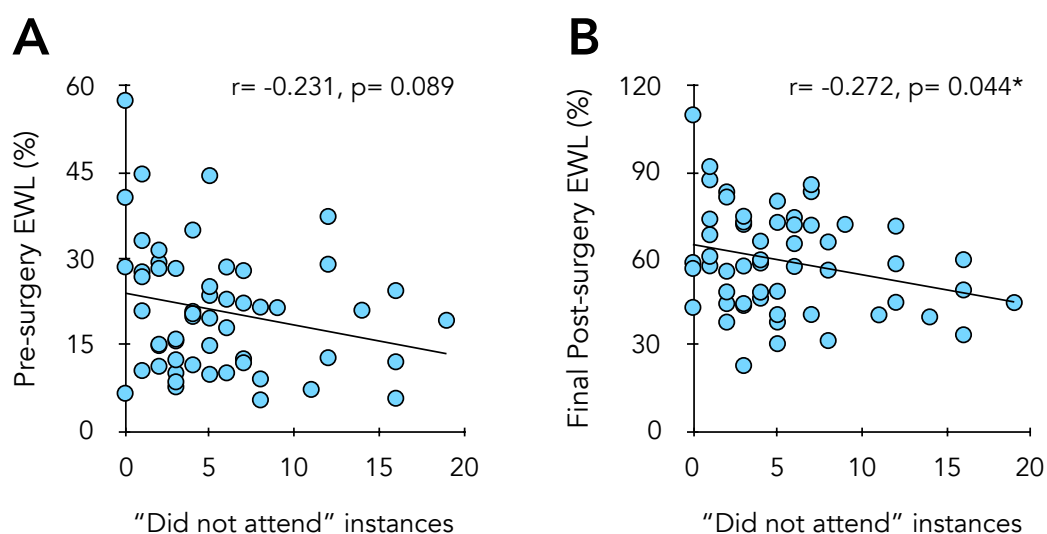 A
r= -0.231, p= 0.089
Pre-surgery EWL (%)
60
45
30
15
0
0 5 10 15 20
“Did not attend” instances
B
r= -0.272, p= 0.044*
Final Post-surgery EWL (%)
120
90
60
30
0
0 5 10 15 20
“Did not attend” instances